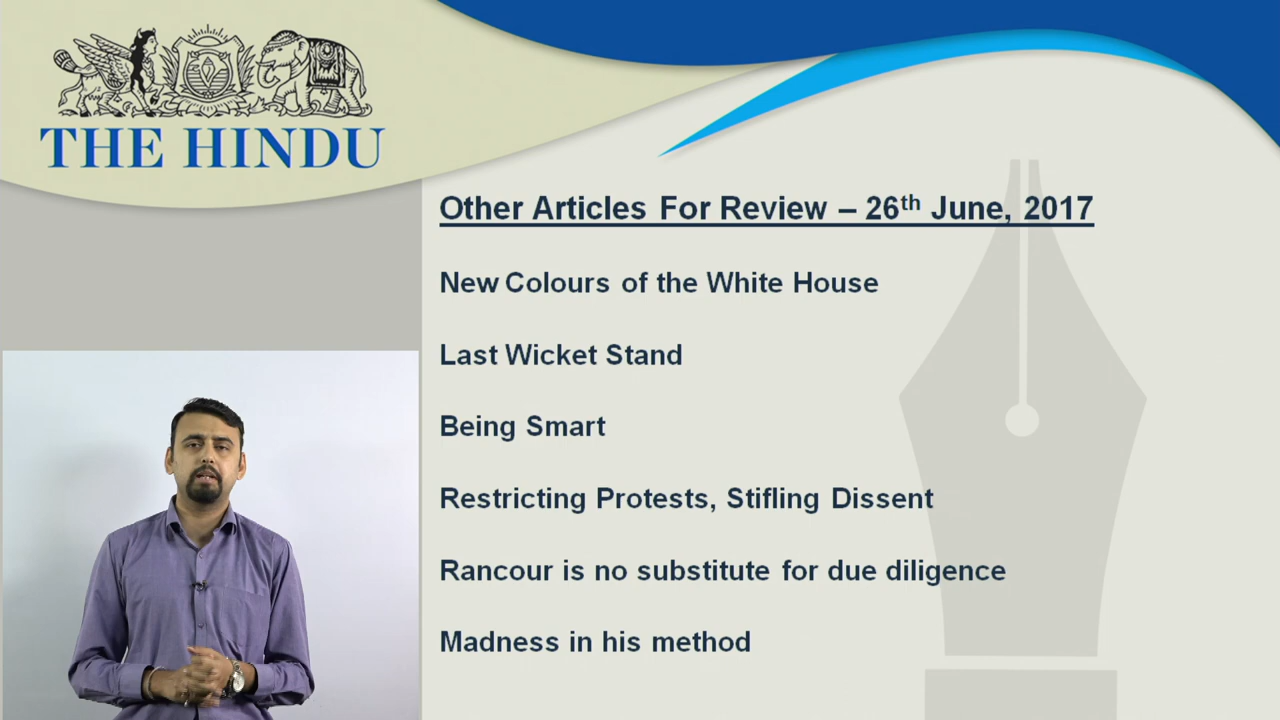 THE HINDU
Other Articles For Review – 26th June, 2017
New Colours of the White House
Last Wicket Stand
Being Smart
Restricting Protests, Stifling Dissent
Rancour is no substitute for due diligence
Madness in his method